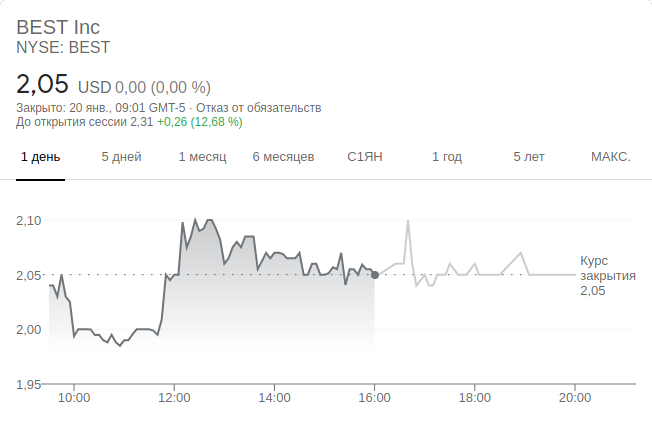 BEST Inc
NYSE: BEST
2,05 USD 0,00 (0,00 %)
Закрыто: 20 янв., 09:01 GMT-5 · Отказ от обязательств
До открытия сессии 2,31 +0,26 (12,68 %)
1 день 5 дней 1 месяц 6 месяцев С1ЯН 1 год 5 лет МАКС.
2,10
2,05
2,00
1,95
Курс
закрытия
2,05
10:00 12:00 14:00 16:00 18:00 20:00